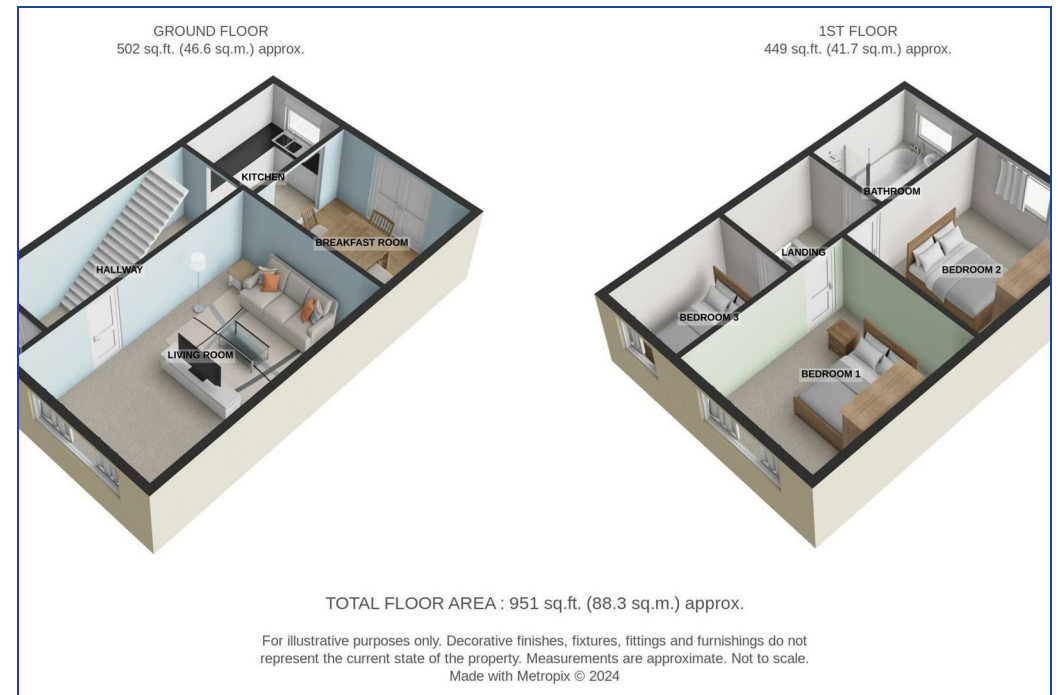 GROUND FLOOR
502 sq.ft. (46.6 sq.m.) approx.
KITCHEN
BREAKFAST ROOM
HALLWAY
LIVING ROOM
1ST FLOOR
449 sq.ft. (41.7 sq.m.) approx.
BATHROOM
LANDING
BEDROOM 2
BEDROOM 3
BEDROOM 1
TOTAL FLOOR AREA : 951 sq.ft. (88.3 sq.m.) approx.
For illustrative purposes only. Decorative finishes, fixtures, fittings and furnishings do not
represent the current state of the property. Measurements are approximate. Not to scale.
Made with Metropix © 2024